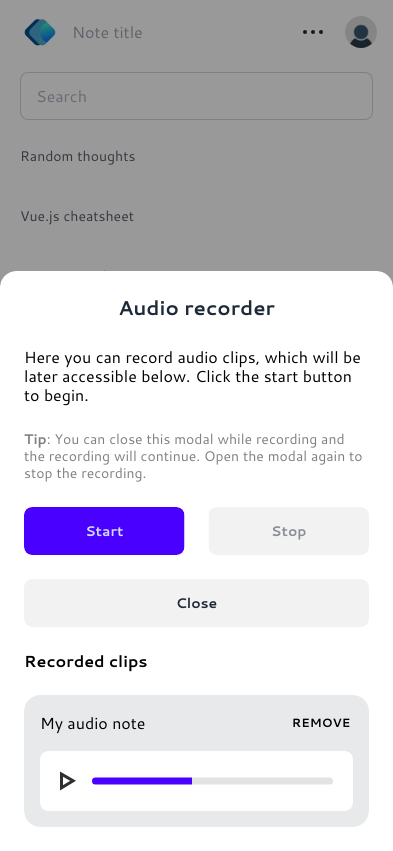 Note title
Search
Random thoughts
Vue.js cheatsheet
Audio recorder
Here you can record audio clips, which will be
later accessible below. Click the start button
to begin.
Tip: You can close this modal while recording and
the recording will continue. Open the modal again to
stop the recording.
Start
Stop
Close
Recorded clips
My audio note
REMOVE